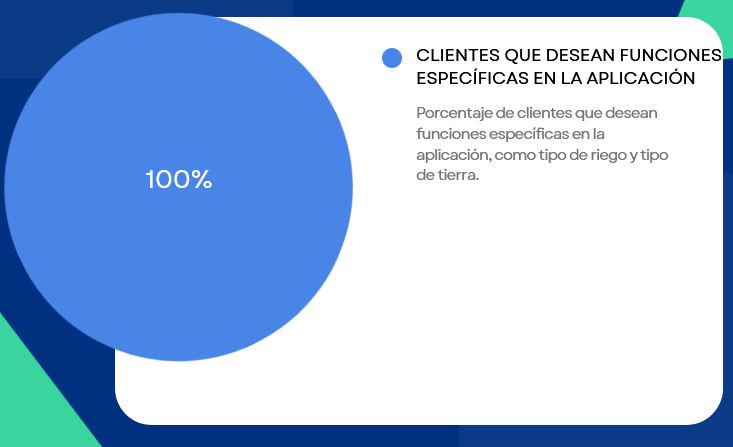 100%
CLIENTES QUE DESEAN FUNCIONES
ESPECÍFICAS EN LA APLICACIÓN
Porcentaje de clientes que desean
funciones específicas en la
aplicación, como tipo de riego y tipo
de tierra.